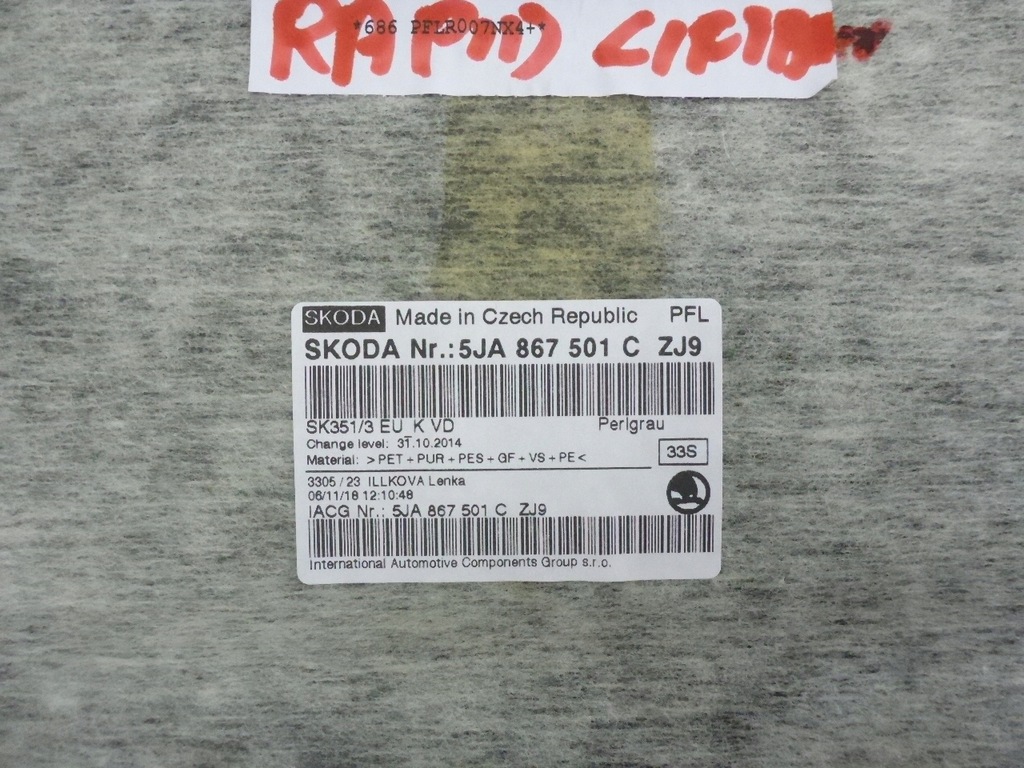 *686 PFLR007NX4+*
RAPID
SKODA Made in Czech Republic PFL
SKODA Nr.: 5JA 867 501 C ZJ9
SK351/3 EU K VD Perlgrau
Change level: 31.10.2014
Material: >PET+PUR+PES+GF+VS+PE<
33S
3305/23 ILLKOVA Lenka
06/11/18 12:10:48
IACG Nr.: 5JA 867 501 C ZJ9
International Automotive Components Group s.r.o.